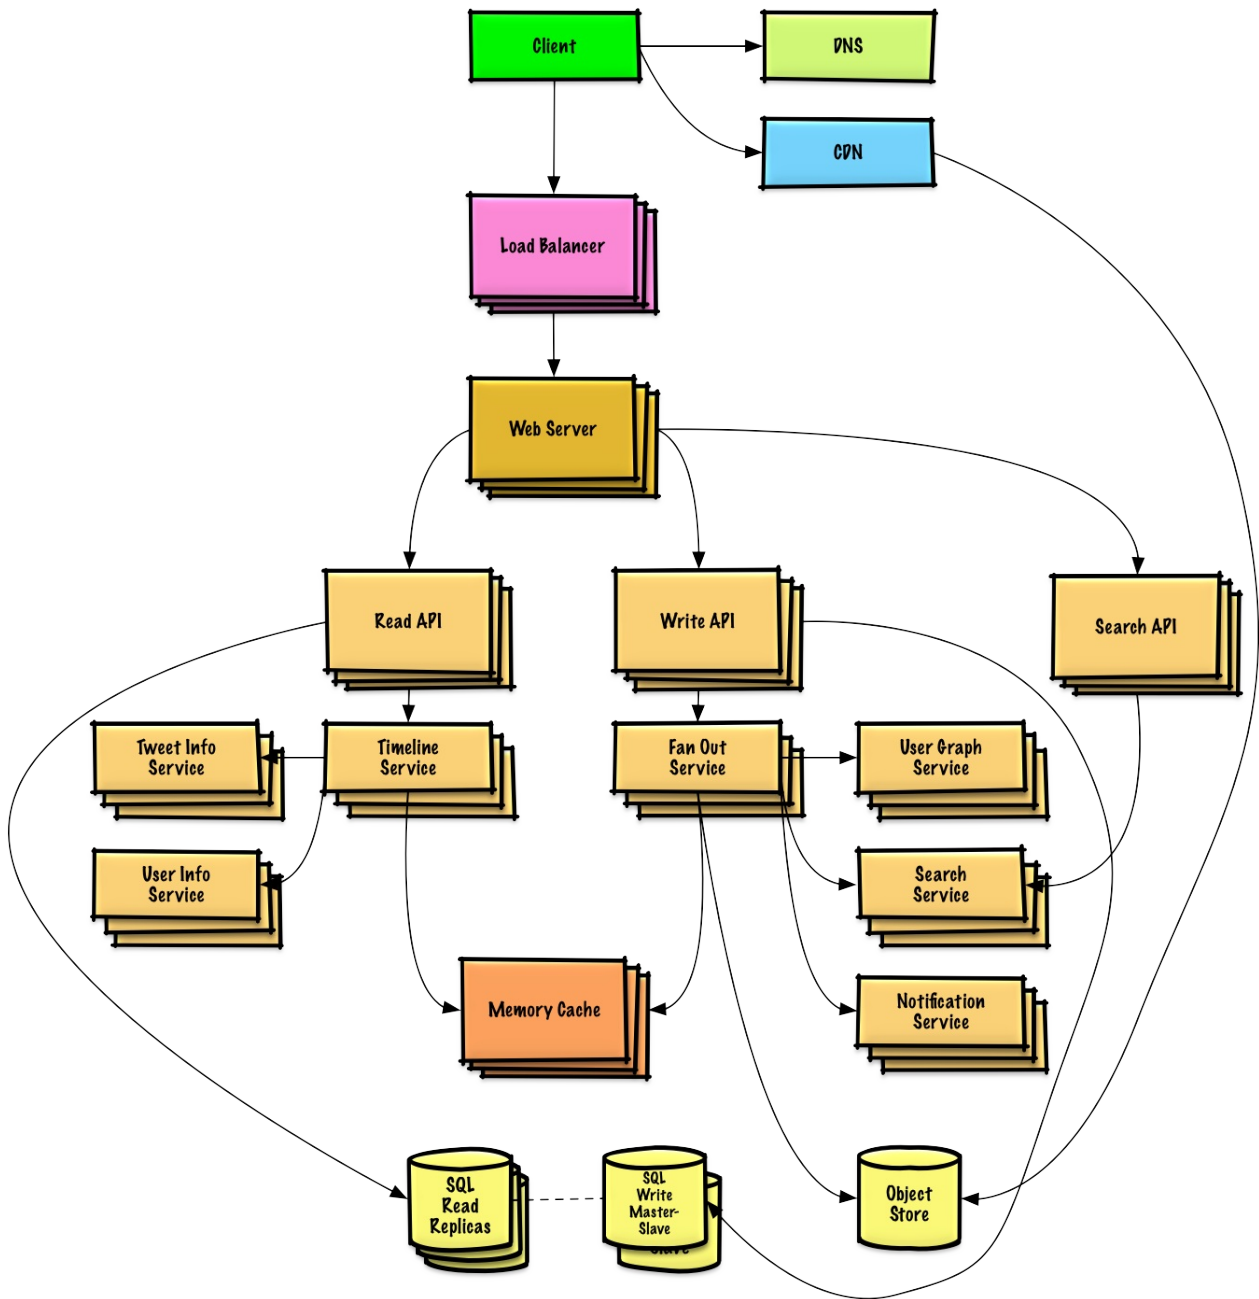 Client
DNS
CDN
Load Balancer
Web Server
Read API
Write API
Search API
Tweet Info
Service
Timeline
Service
Fan Out
Service
User Graph
Service
User Info
Service
Search
Service
Memory Cache
Notification
Service
SQL
Read
Replicas
SQL
Write
Master-
Slave
Slave
Object
Store